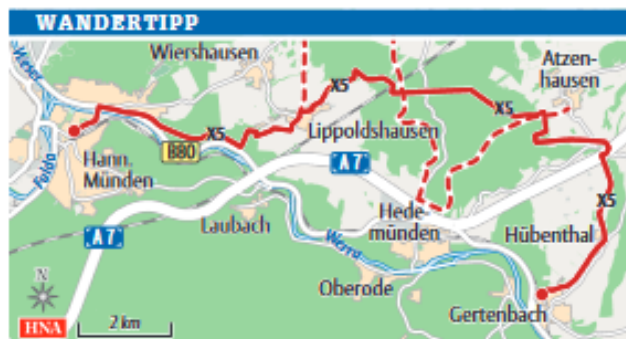 WANDERTIPP
Weser
Wiershausen
Atzen-
hausen
X5
X5
Lippoldshausen
X5
B80
Fulda
Hann.
Münden
A7
X5
Laubach
Hede-
münden
A7
Werra
Hübenthal
Oberode
Gertenbach
N
HNA
2 km